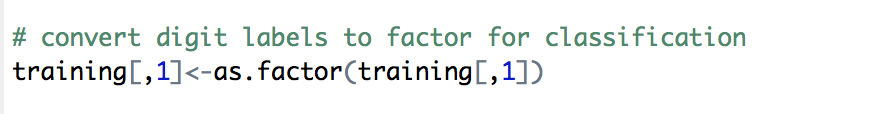 # convert digit labels to factor for classification
training[,1]<-as.factor(training[,1])